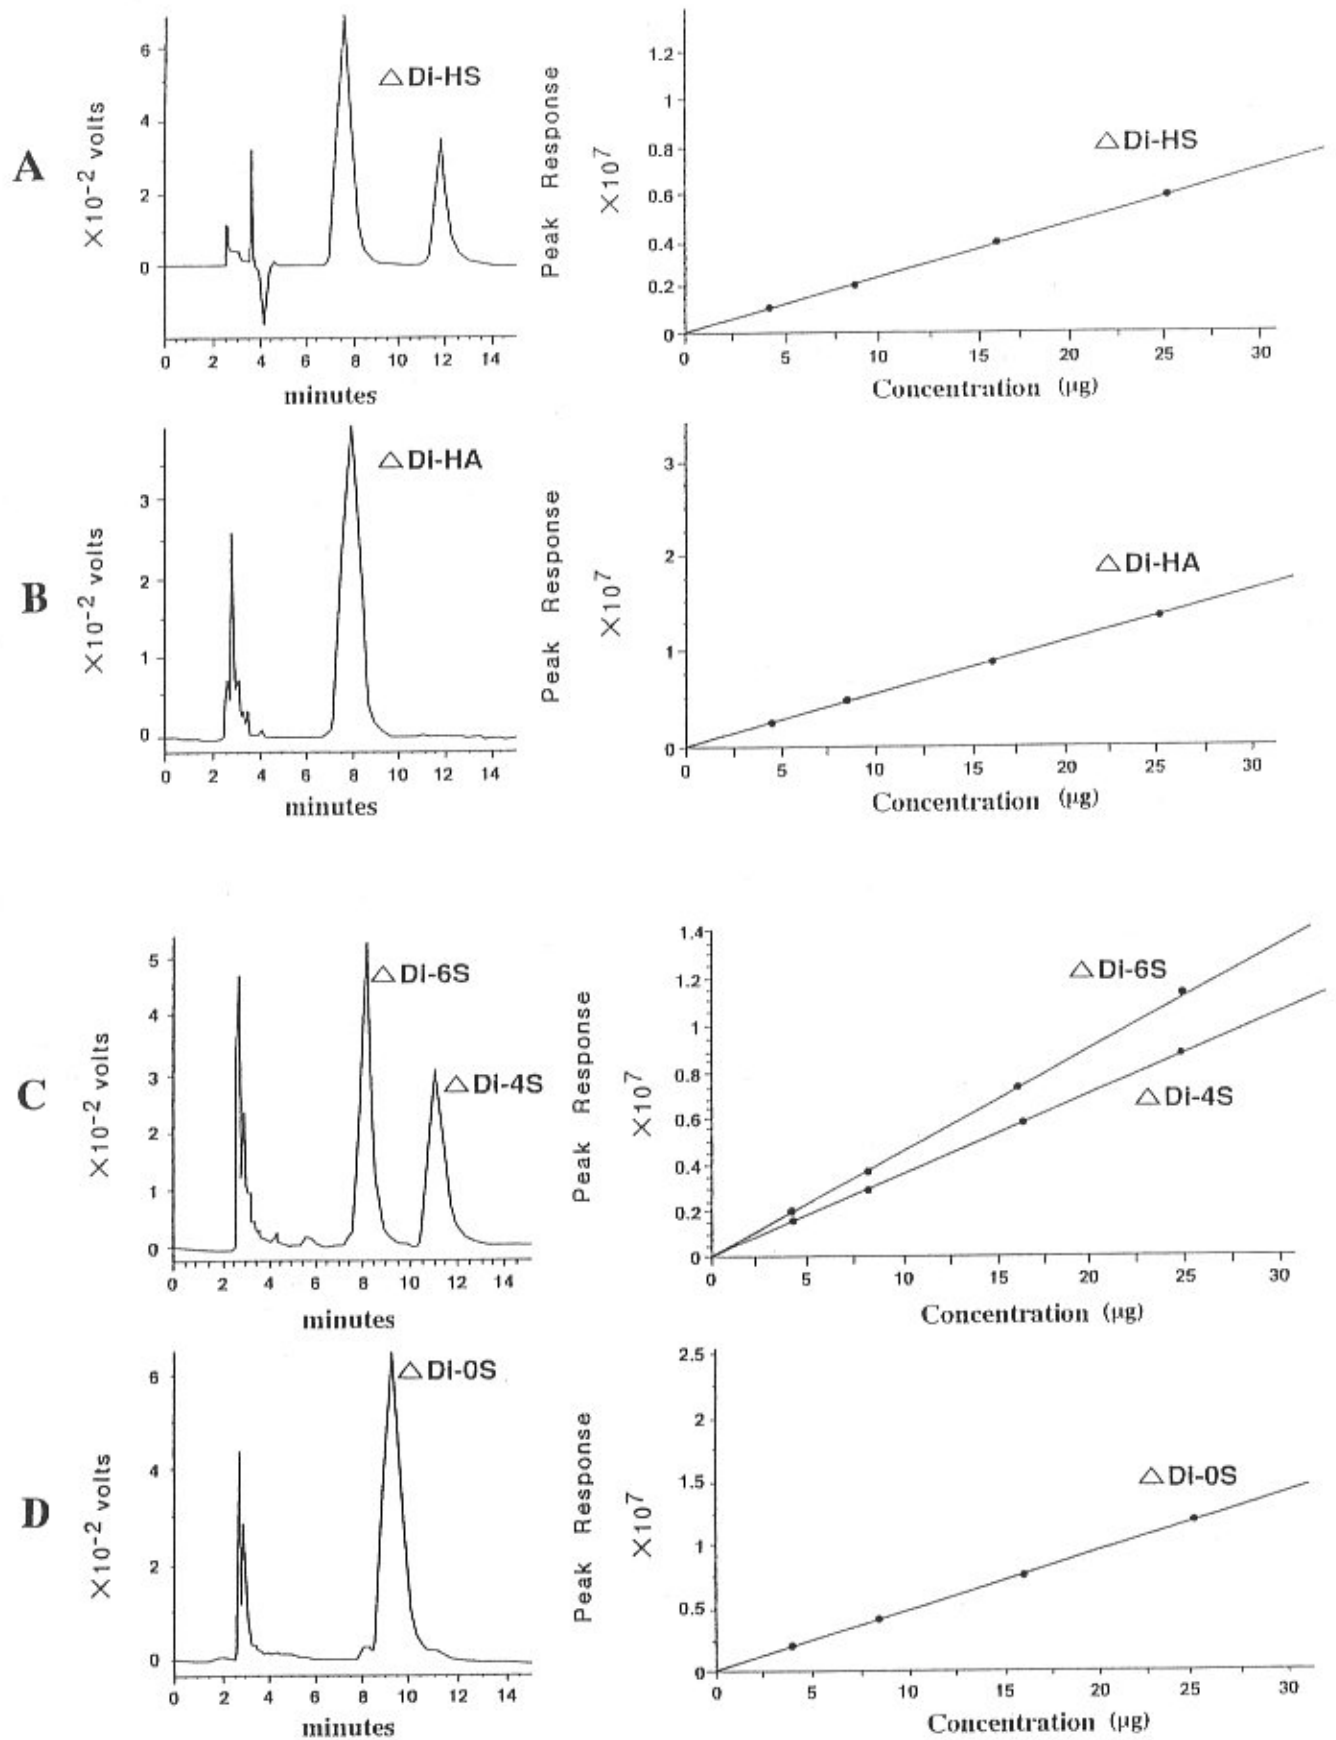 A
×10⁻² volts
6
4
2
0
△Di-HS
0 2 4 6 8 10 12 14
minutes
Peak Response
×10⁷
1.2
1
0.8
0.6
0.4
0.2
0
△Di-HS
0 5 10 15 20 25 30
Concentration (µg)
B
×10⁻² volts
3
2
1
0
△Di-HA
0 2 4 6 8 10 12 14
minutes
Peak Response
×10⁷
3
2
1
0
△Di-HA
0 5 10 15 20 25 30
Concentration (µg)
C
×10⁻² volts
5
4
3
2
1
0
△Di-6S
△Di-4S
0 2 4 6 8 10 12 14
minutes
Peak Response
×10⁷
1.4
1.2
1
0.8
0.6
0.4
0.2
0
△Di-6S
△Di-4S
0 5 10 15 20 25 30
Concentration (µg)
D
×10⁻² volts
6
4
2
0
△Di-0S
0 2 4 6 8 10 12 14
minutes
Peak Response
×10⁷
2.5
2
1.5
1
0.5
0
△Di-0S
0 5 10 15 20 25 30
Concentration (µg)